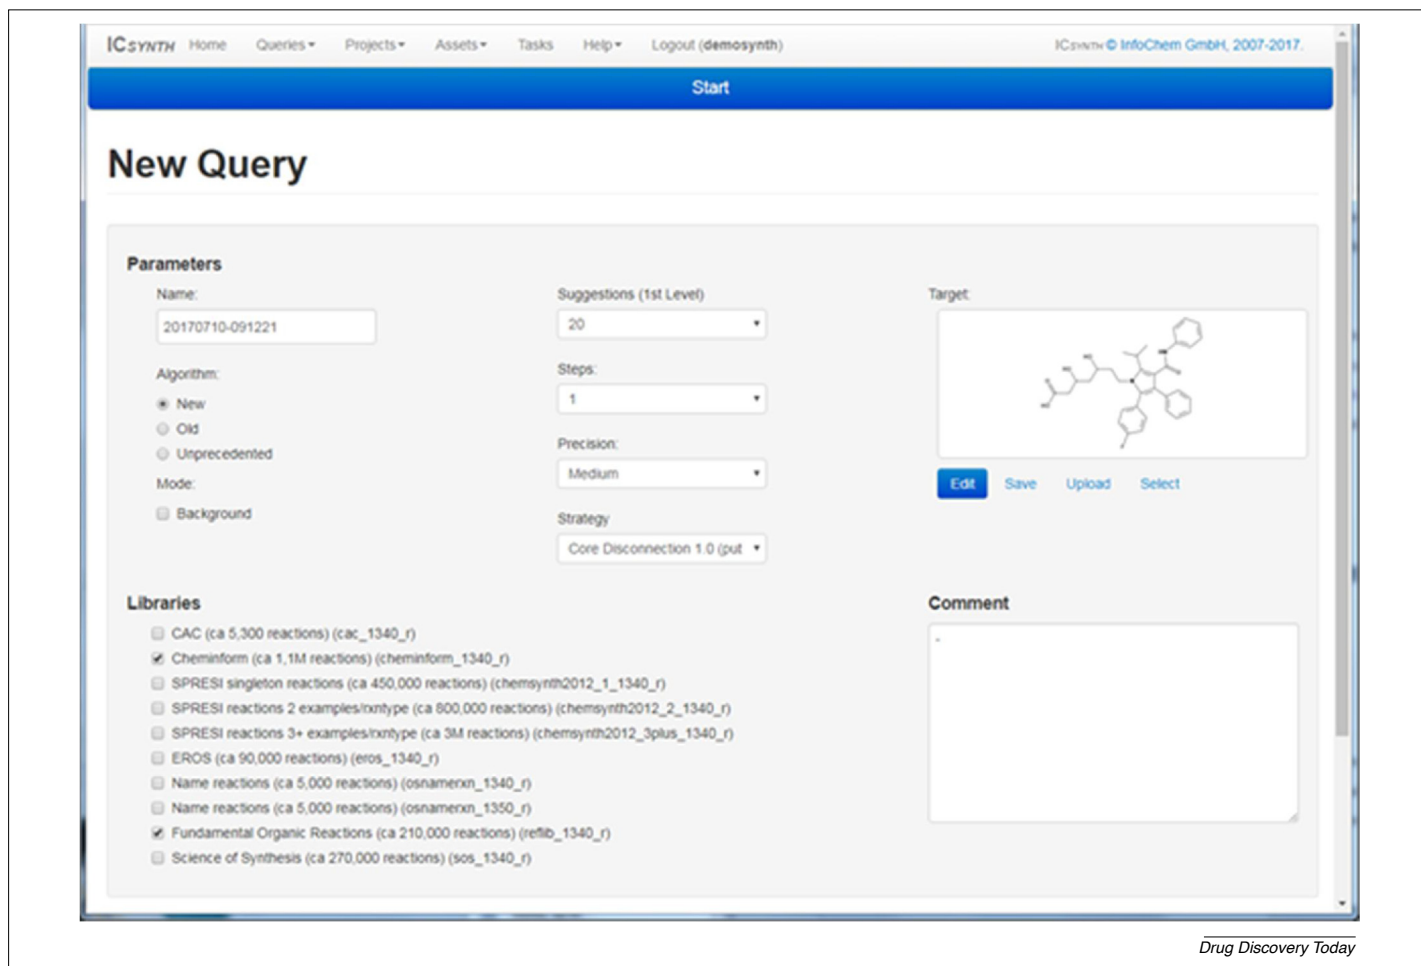 ICSYNTH Home Queries Projects Assets Tasks Help Logout (demosynth) ICSYNTH © InfoChem GmbH, 2007-2017.
Start
New Query
Parameters
Name: Suggestions (1st Level) Target:
20170710-091221 20
Algorithm: Steps:
New 1
Old
Unprecedented Precision:
Mode: Medium Edit Save Upload Select
Background Strategy
Core Disconnection 1.0 (put
Libraries Comment
CAC (ca 5,300 reactions) (cac_1340_r) -
Cheminform (ca 1,1M reactions) (cheminform_1340_r)
SPRESI singleton reactions (ca 450,000 reactions) (chemsynth2012_1_1340_r)
SPRESI reactions 2 examples/rxntype (ca 800,000 reactions) (chemsynth2012_2_1340_r)
SPRESI reactions 3+ examples/rxntype (ca 3M reactions) (chemsynth2012_3plus_1340_r)
EROS (ca 90,000 reactions) (eros_1340_r)
Name reactions (ca 5,000 reactions) (osnamerxn_1340_r)
Name reactions (ca 5,000 reactions) (osnamerxn_1350_r)
Fundamental Organic Reactions (ca 210,000 reactions) (reflib_1340_r)
Science of Synthesis (ca 270,000 reactions) (sos_1340_r)
Drug Discovery Today